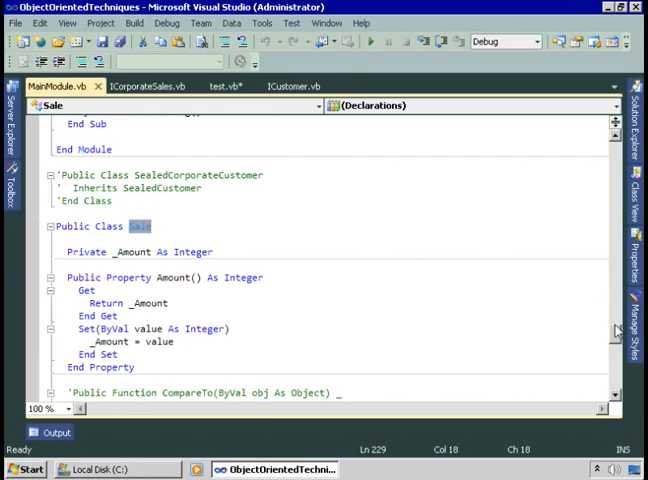 ObjectOrientedTechniques - Microsoft Visual Studio (Administrator)
File Edit View Project Build Debug Team Data Tools Test Window Help
Debug
MainModule.vb ICorporateSales.vb test.vb* ICustomer.vb
Sale (Declarations)
End Sub
End Module
'Public Class SealedCorporateCustomer
' Inherits SealedCustomer
'End Class
Public Class Sale
Private _Amount As Integer
Public Property Amount() As Integer
Get
Return _Amount
End Get
Set(ByVal value As Integer)
_Amount = value
End Set
End Property
'Public Function CompareTo(ByVal obj As Object) _
100 %
Output
Ready Ln 229 Col 18 Ch 18 INS
Start Local Disk (C:) ObjectOrientedTechni...
Server Explorer
Toolbox
Solution Explorer
Class View
Properties
Manage Styles